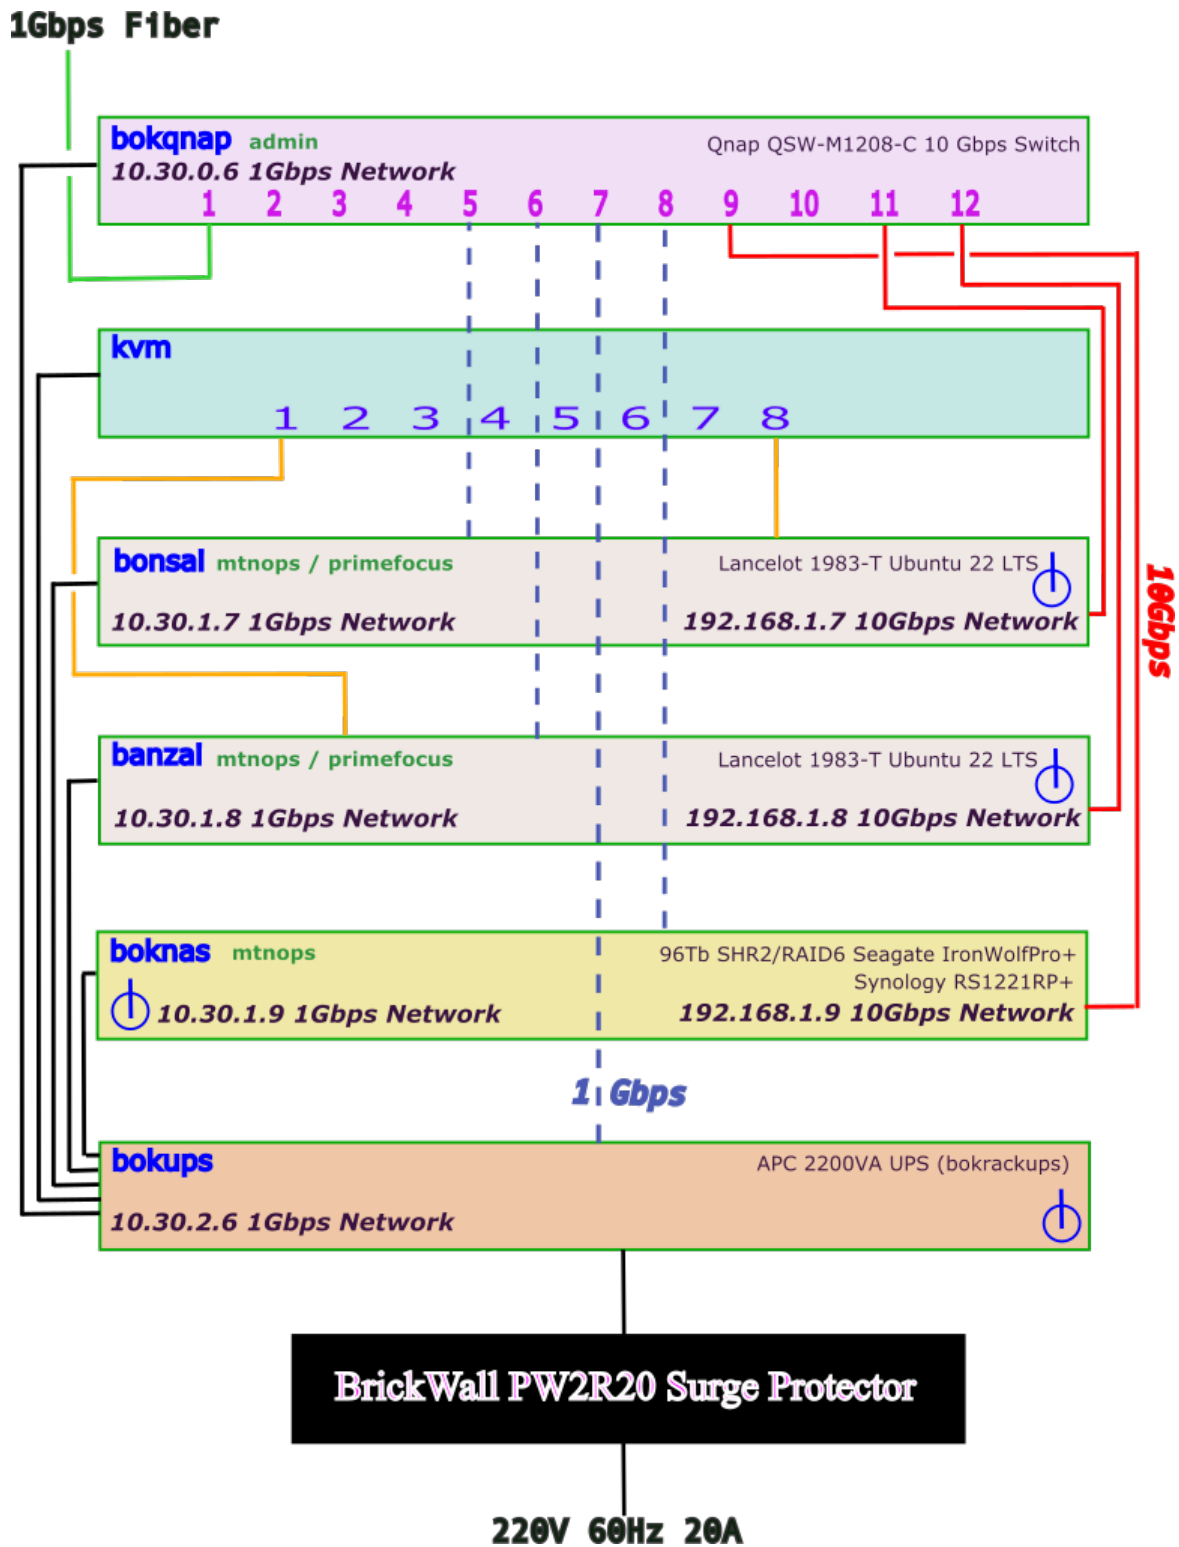 1Gbps Fiber
bokqnap admin Qnap QSW-M1208-C 10 Gbps Switch
10.30.0.6 1Gbps Network
1 2 3 4 5 6 7 8 9 10 11 12
kvm
1 2 3 4 5 6 7 8
bonsal mtnops / primefocus Lancelot 1983-T Ubuntu 22 LTS
10.30.1.7 1Gbps Network 192.168.1.7 10Gbps Network
10Gbps
banzal mtnops / primefocus Lancelot 1983-T Ubuntu 22 LTS
10.30.1.8 1Gbps Network 192.168.1.8 10Gbps Network
boknas mtnops 96Tb SHR2/RAID6 Seagate IronWolfPro+
Synology RS1221RP+
10.30.1.9 1Gbps Network 192.168.1.9 10Gbps Network
1 Gbps
bokups APC 2200VA UPS (bokrackups)
10.30.2.6 1Gbps Network
BrickWall PW2R20 Surge Protector
220V 60Hz 20A